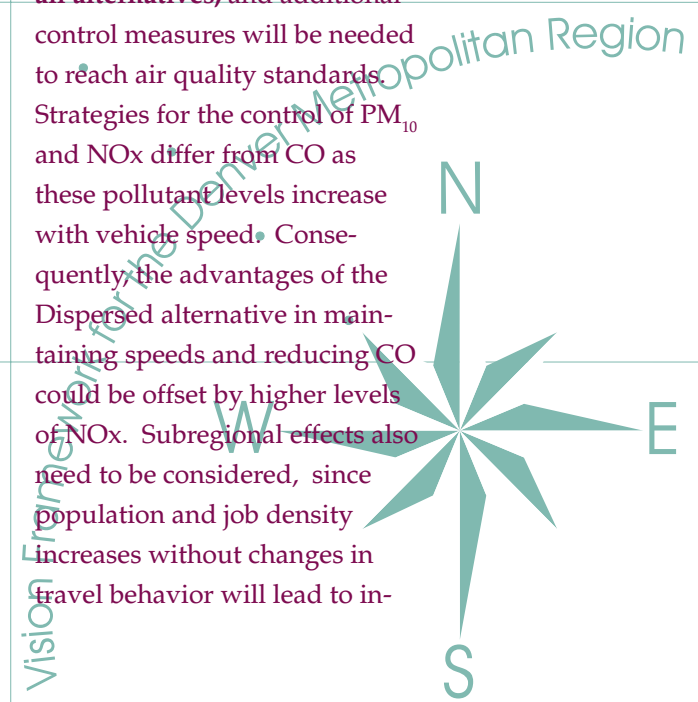 all alternatives, and additional
control measures will be needed
to reach air quality standards.
Strategies for the control of PM₁₀
and NOx differ from CO as
these pollutant levels increase
with vehicle speed.  Conse-
quently, the advantages of the
Dispersed alternative in main-
taining speeds and reducing CO
could be offset by higher levels
of NOx.  Subregional effects also
need to be considered,  since
population and job density
increases without changes in
travel behavior will lead to in-
Vision Framework for the Denver Metropolitan Region
N
W
E
S